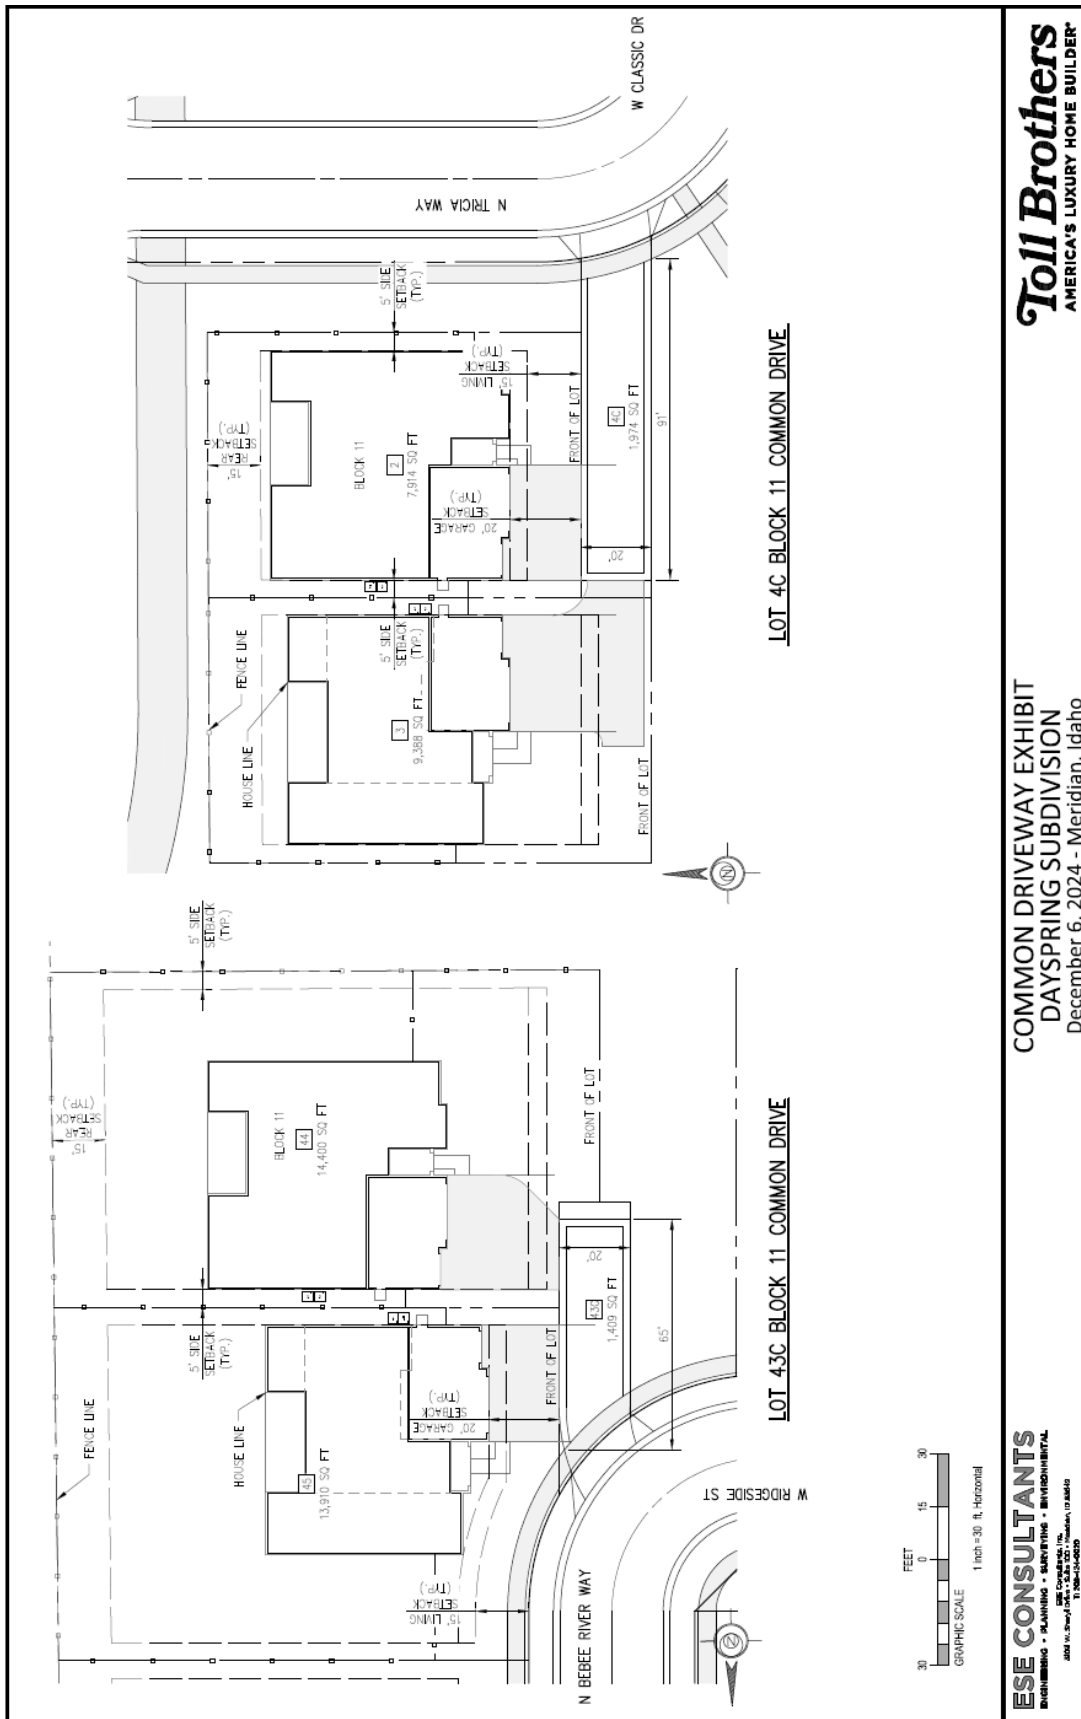 FENCE LINE
HOUSE LINE
15'
REAR
SETBACK
(TYP.)
5' SIDE
SETBACK
(TYP.)
45
13,910 SQ FT
BLOCK 11
44
14,400 SQ FT
5' SIDE
SETBACK
(TYP.)
20' GARAGE
SETBACK
(TYP.)
15' LIVING
SETBACK
(TYP.)
FRONT OF LOT
FRONT OF LOT
20'
43C
1,409 SQ FT
65'
N BEBEE RIVER WAY
W RIDGESIDE ST
LOT 43C BLOCK 11 COMMON DRIVE
N
N TRICIA WAY
W CLASSIC DR
FENCE LINE
HOUSE LINE
15'
REAR
SETBACK
(TYP.)
5' SIDE
SETBACK
(TYP.)
3
9,388 SQ FT
BLOCK 11
2
7,914 SQ FT
5' SIDE
SETBACK
(TYP.)
20' GARAGE
SETBACK
(TYP.)
15' LIVING
SETBACK
(TYP.)
FRONT OF LOT
FRONT OF LOT
20'
4C
1,974 SQ FT
91'
LOT 4C BLOCK 11 COMMON DRIVE
N
FEET
30 15 0 30
GRAPHIC SCALE
1 inch = 30 ft. Horizontal
ESE CONSULTANTS
ENGINEERING • PLANNING • SURVEYING • ENVIRONMENTAL
ESE Consultants, Inc.
COMMON DRIVEWAY EXHIBIT
DAYSPRING SUBDIVISION
December 6, 2024 - Meridian, Idaho
Toll Brothers
AMERICA'S LUXURY HOME BUILDER®